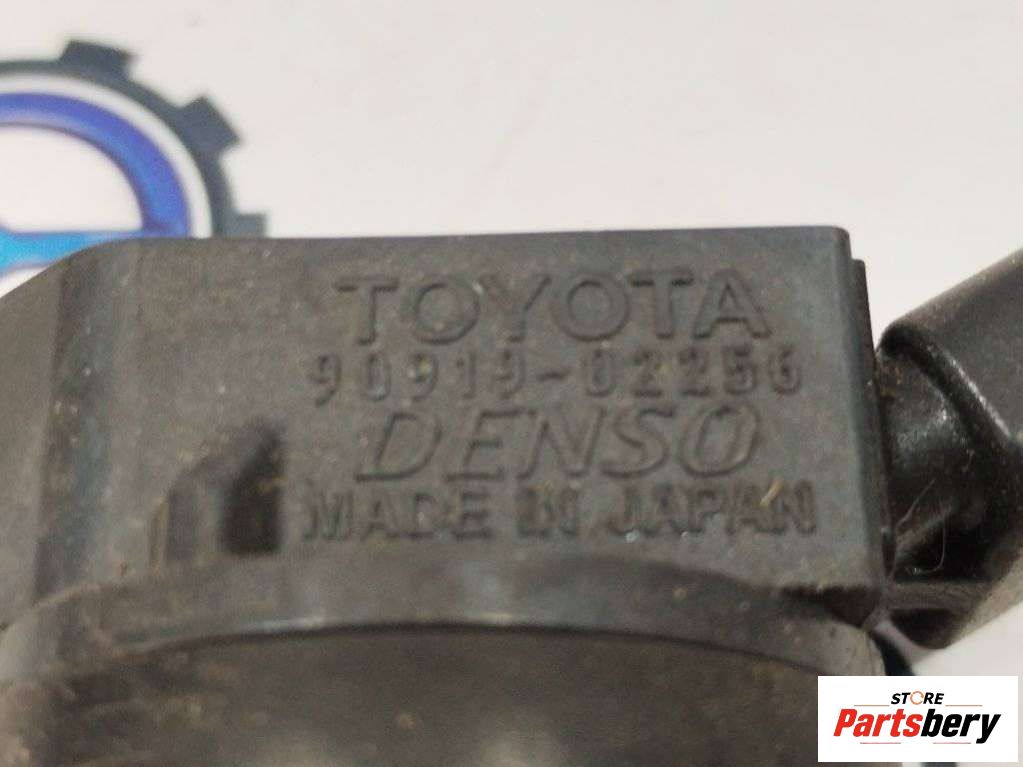 TOYOTA
90919-02256
DENSO
MADE IN JAPAN
STORE
Partsbery